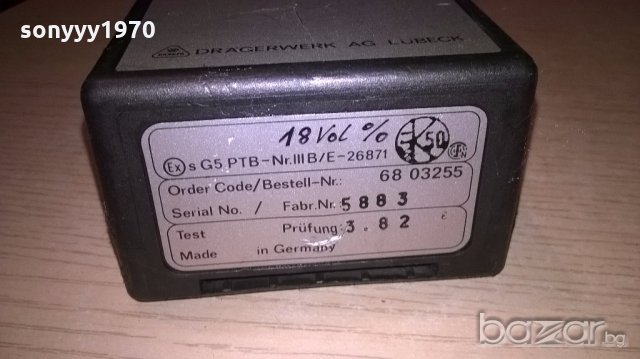 sonyyy1970
DRÄGERWERK AG LÜBECK
18 Vol %
Ex s G5 PTB-Nr.III B/E-26871
50
Order Code/Bestell-Nr.: 68 03255
Serial No. / Fabr.Nr.: 5883
Test Prüfung: 3.82
Made in Germany
bazar.bg